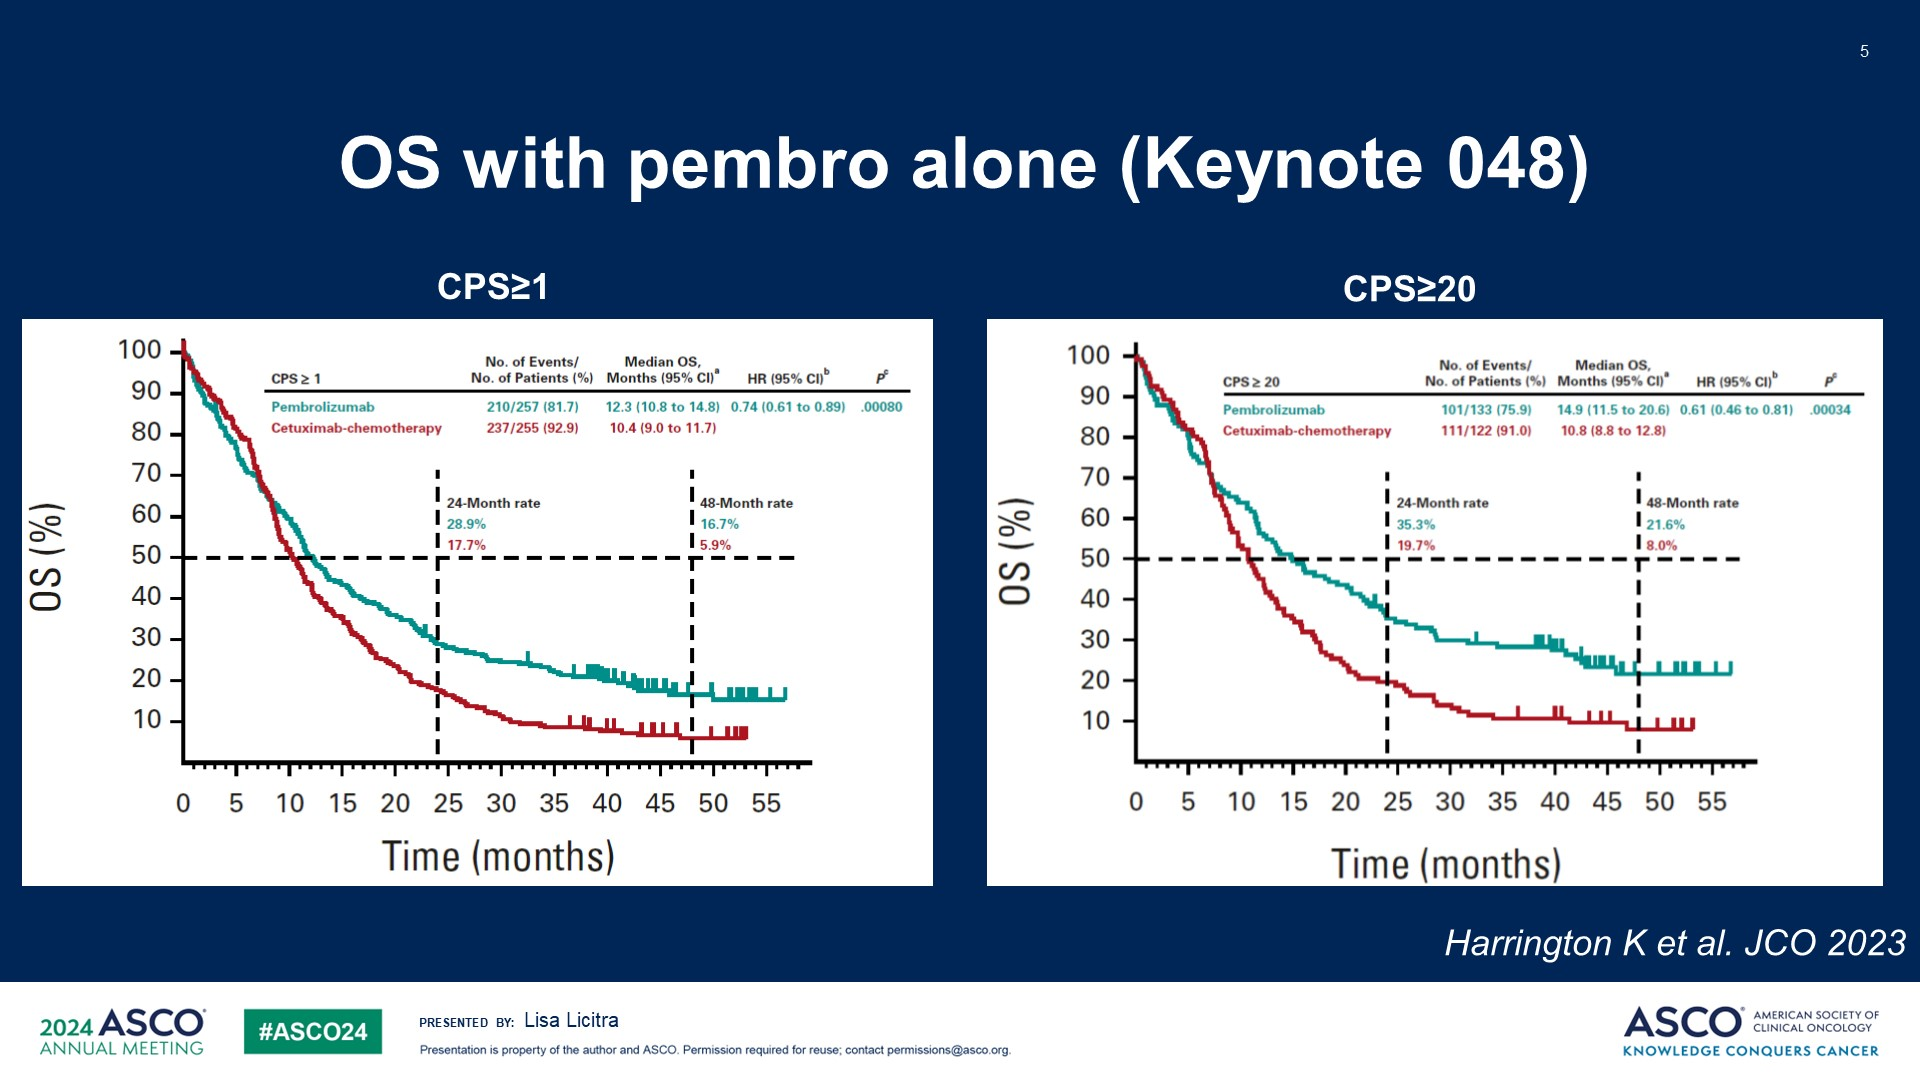 5
OS with pembro alone (Keynote 048)
CPS≥1
CPS ≥ 1
No. of Events/
No. of Patients (%)
Median OS,
Months (95% CI)a
HR (95% CI)b
Pc
Pembrolizumab 210/257 (81.7) 12.3 (10.8 to 14.8) 0.74 (0.61 to 0.89) .00080
Cetuximab-chemotherapy 237/255 (92.9) 10.4 (9.0 to 11.7)
24-Month rate
28.9%
17.7%
48-Month rate
16.7%
5.9%
OS (%)
100
90
80
70
60
50
40
30
20
10
0 5 10 15 20 25 30 35 40 45 50 55
Time (months)
CPS≥20
CPS ≥ 20
No. of Events/
No. of Patients (%)
Median OS,
Months (95% CI)a
HR (95% CI)b
Pc
Pembrolizumab 101/133 (75.9) 14.9 (11.5 to 20.6) 0.61 (0.46 to 0.81) .00034
Cetuximab-chemotherapy 111/122 (91.0) 10.8 (8.8 to 12.8)
24-Month rate
35.3%
19.7%
48-Month rate
21.6%
8.0%
OS (%)
100
90
80
70
60
50
40
30
20
10
0 5 10 15 20 25 30 35 40 45 50 55
Time (months)
Harrington K et al. JCO 2023
2024 ASCO
ANNUAL MEETING
#ASCO24
PRESENTED BY: Lisa Licitra
Presentation is property of the author and ASCO. Permission required for reuse; contact permissions@asco.org.
ASCO AMERICAN SOCIETY OF
CLINICAL ONCOLOGY
KNOWLEDGE CONQUERS CANCER